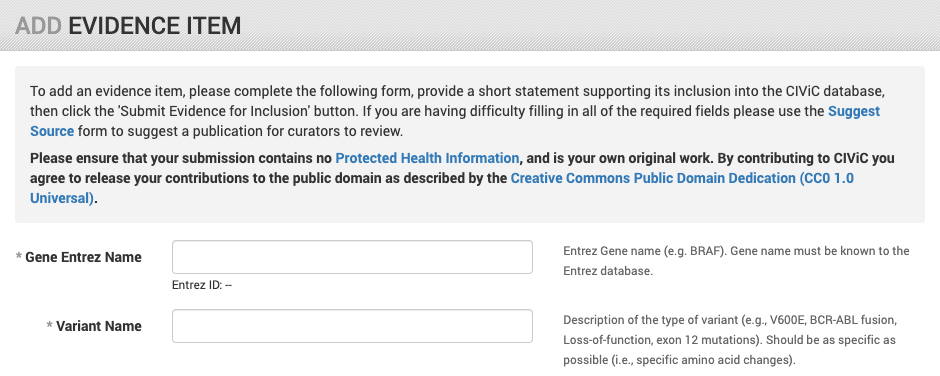 ADD EVIDENCE ITEM
To add an evidence item, please complete the following form, provide a short statement supporting its inclusion into the CIViC database,
then click the 'Submit Evidence for Inclusion' button. If you are having difficulty filling in all of the required fields please use the Suggest
Source form to suggest a publication for curators to review.
Please ensure that your submission contains no Protected Health Information, and is your own original work. By contributing to CIViC you
agree to release your contributions to the public domain as described by the Creative Commons Public Domain Dedication (CC0 1.0
Universal).
* Gene Entrez Name
Entrez ID: --
Entrez Gene name (e.g. BRAF). Gene name must be known to the
Entrez database.
* Variant Name
Description of the type of variant (e.g., V600E, BCR-ABL fusion,
Loss-of-function, exon 12 mutations). Should be as specific as
possible (i.e., specific amino acid changes).